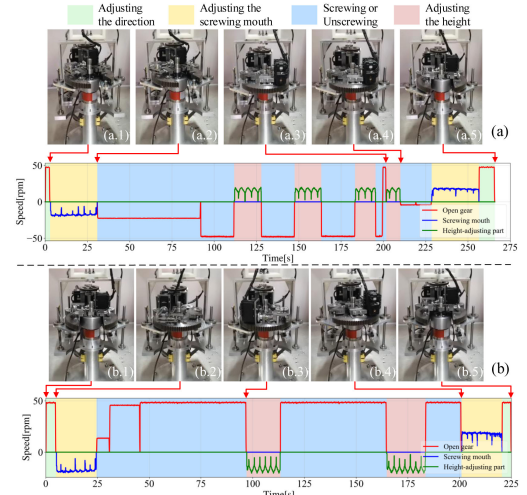 Adjusting the direction
Adjusting the screwing mouth
Screwing or Unscrewing
Adjusting the height
(a.1) (a.2) (a.3) (a.4) (a.5) (a)
50
0
−50
Speed[rpm]
Open gear
Screwing mouth
Height-adjusting part
0 25 50 75 100 125 150 175 200 225 250 275
Time[s]
(b.1) (b.2) (b.3) (b.4) (b.5) (b)
50
0
Speed[rpm]
Open gear
Screwing mouth
Height-adjusting part
0 25 50 75 100 125 150 175 200 225
Time[s]